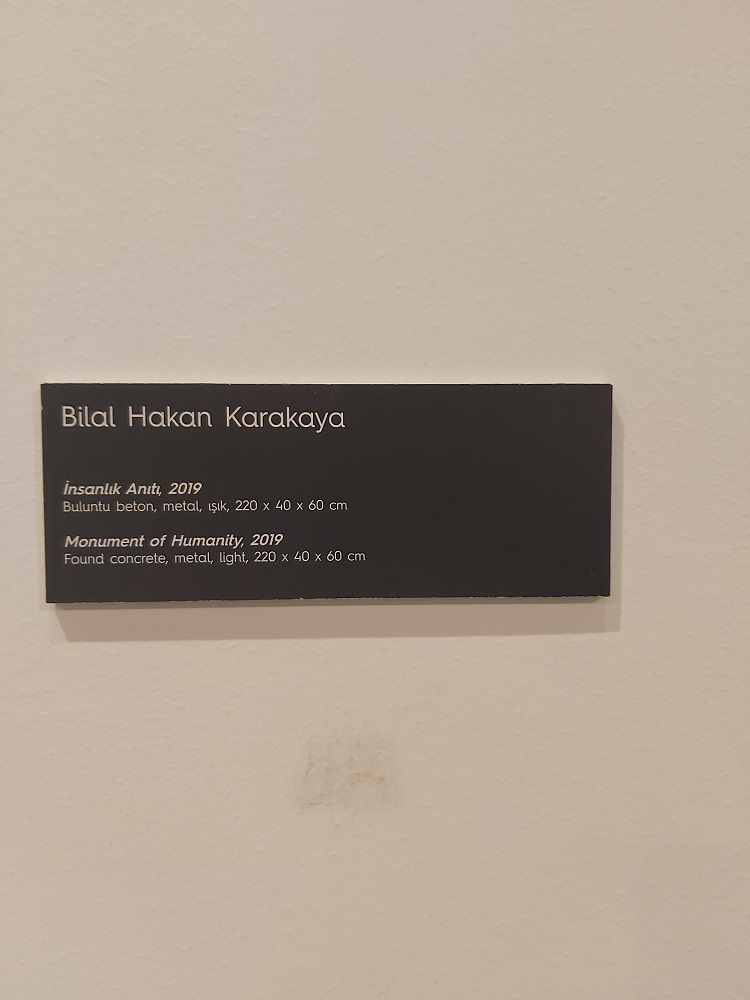 Bilal Hakan Karakaya
İnsanlık Anıtı, 2019
Buluntu beton, metal, ışık, 220 x 40 x 60 cm
Monument of Humanity, 2019
Found concrete, metal, light, 220 x 40 x 60 cm